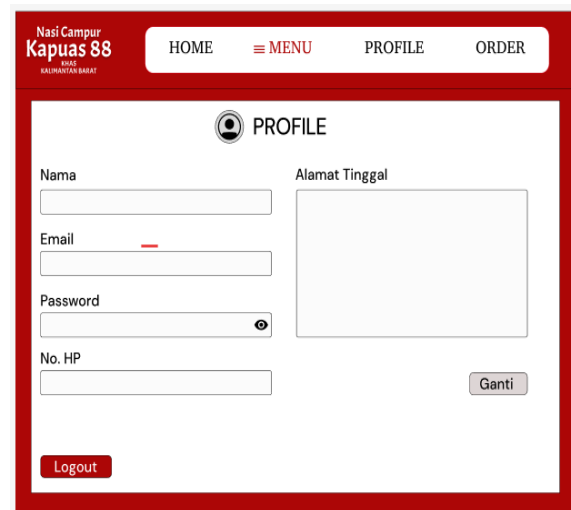 Nasi Campur
Kapuas 88
KHAS
KALIMANTAN BARAT
HOME MENU PROFILE ORDER
PROFILE
Nama
Alamat Tinggal
Email
Password
No. HP
Ganti
Logout